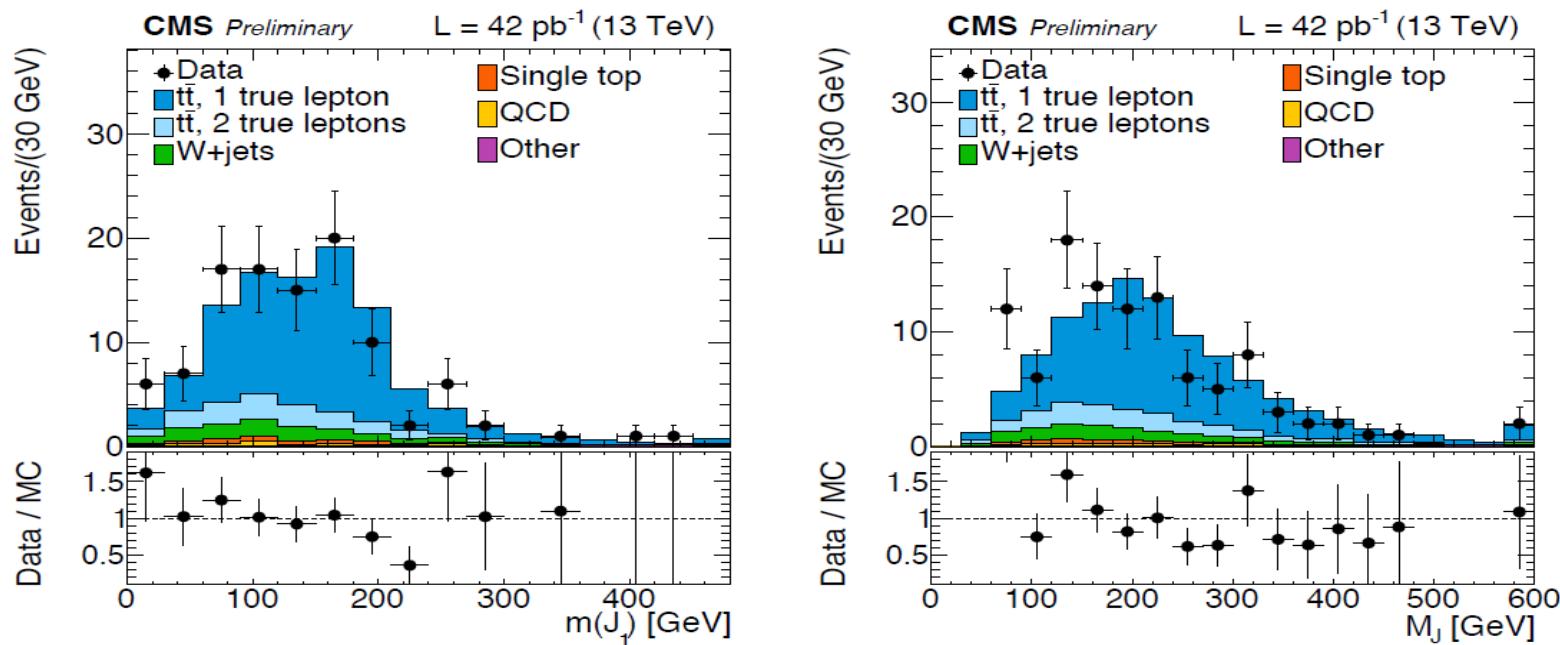 CMS Preliminary L = 42 pb⁻¹ (13 TeV)
Events/(30 GeV)
Data
tt̄, 1 true lepton
tt̄, 2 true leptons
W+jets
Single top
QCD
Other
30
20
10
0
Data / MC
1.5
1
0.5
0 100 200 300 400
m(J₁) [GeV]
CMS Preliminary L = 42 pb⁻¹ (13 TeV)
Events/(30 GeV)
Data
tt̄, 1 true lepton
tt̄, 2 true leptons
W+jets
Single top
QCD
Other
30
20
10
0
Data / MC
1.5
1
0.5
0 100 200 300 400 500 600
M_J [GeV]